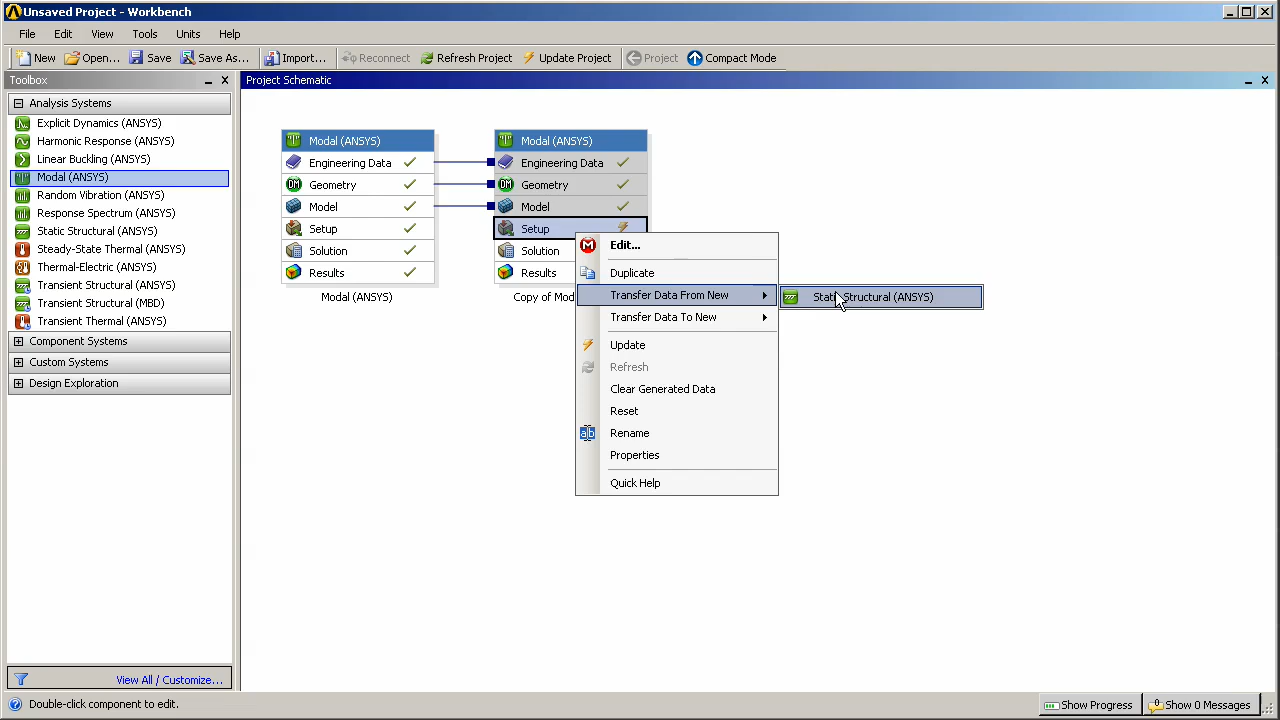 Unsaved Project - Workbench
File Edit View Tools Units Help
New Open... Save Save As... Import... Reconnect Refresh Project Update Project Project Compact Mode
Toolbox
Project Schematic
Analysis Systems
Explicit Dynamics (ANSYS)
Harmonic Response (ANSYS)
Linear Buckling (ANSYS)
Modal (ANSYS)
Random Vibration (ANSYS)
Response Spectrum (ANSYS)
Static Structural (ANSYS)
Steady-State Thermal (ANSYS)
Thermal-Electric (ANSYS)
Transient Structural (ANSYS)
Transient Structural (MBD)
Transient Thermal (ANSYS)
Component Systems
Custom Systems
Design Exploration
View All / Customize...
Modal (ANSYS)
Engineering Data
DM Geometry
Model
Setup
Solution
Results
Modal (ANSYS)
Modal (ANSYS)
Engineering Data
DM Geometry
Model
Setup
Solution
Results
Copy of Mod
M Edit...
Duplicate
Transfer Data From New
Transfer Data To New
Update
Refresh
Clear Generated Data
Reset
ab Rename
Properties
Quick Help
Structural (ANSYS)
Double-click component to edit.
Show Progress
Show 0 Messages